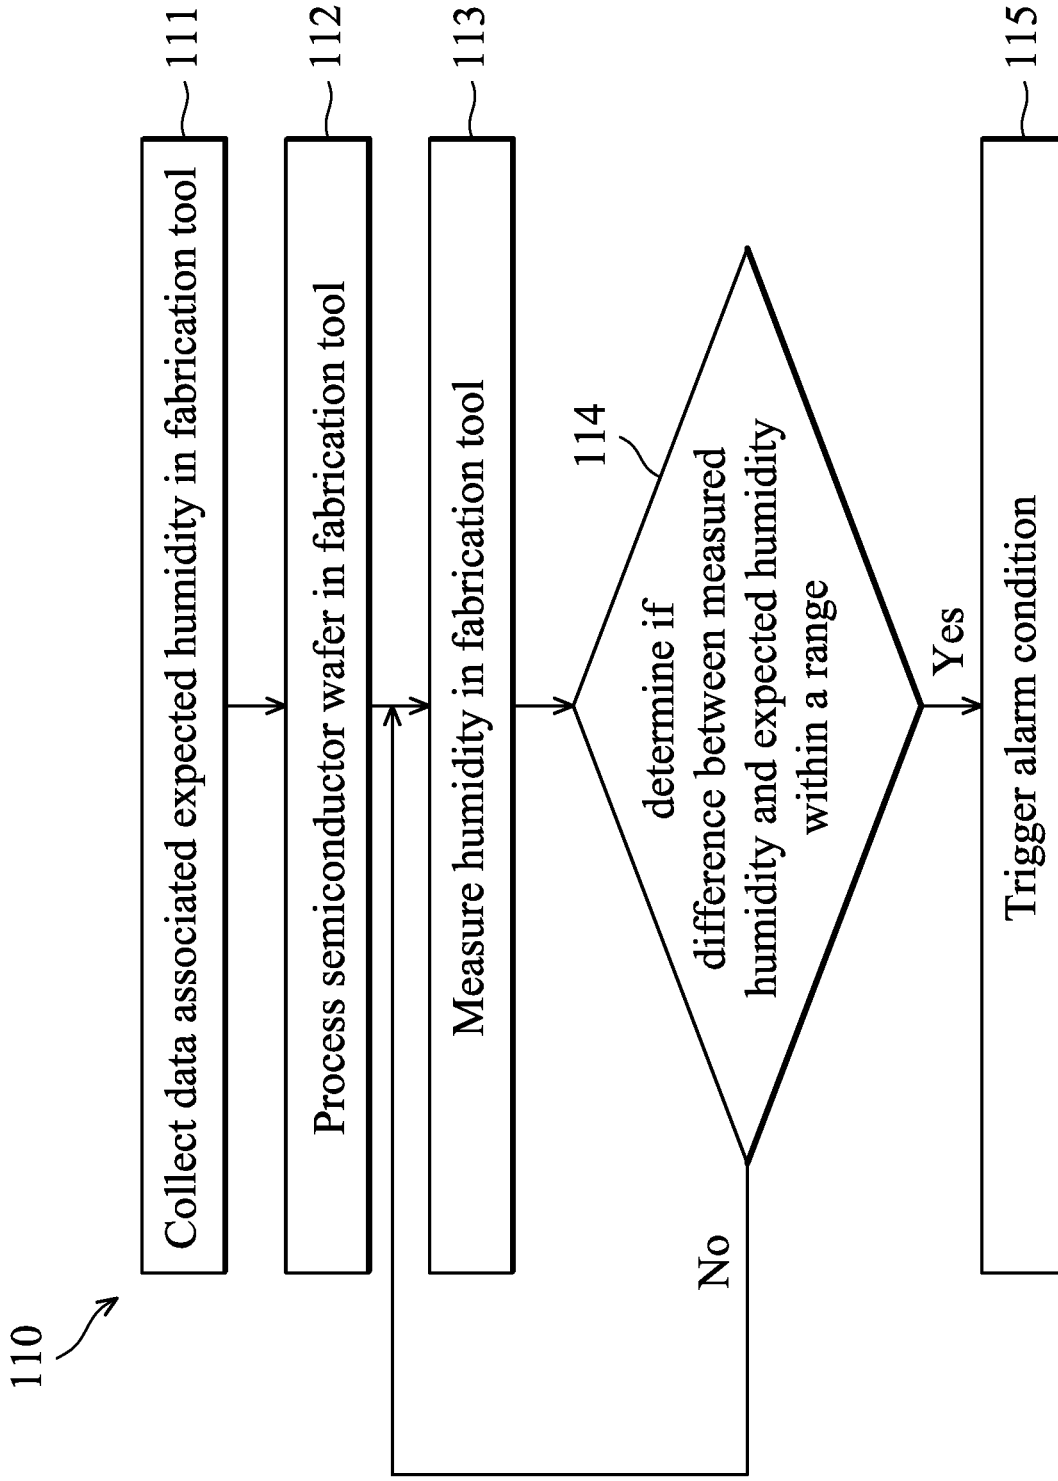 110
Collect data associated expected humidity in fabrication tool
111
Process semiconductor wafer in fabrication tool
112
Measure humidity in fabrication tool
113
114
determine if
difference between measured
humidity and expected humidity
within a range
No
Yes
Trigger alarm condition
115